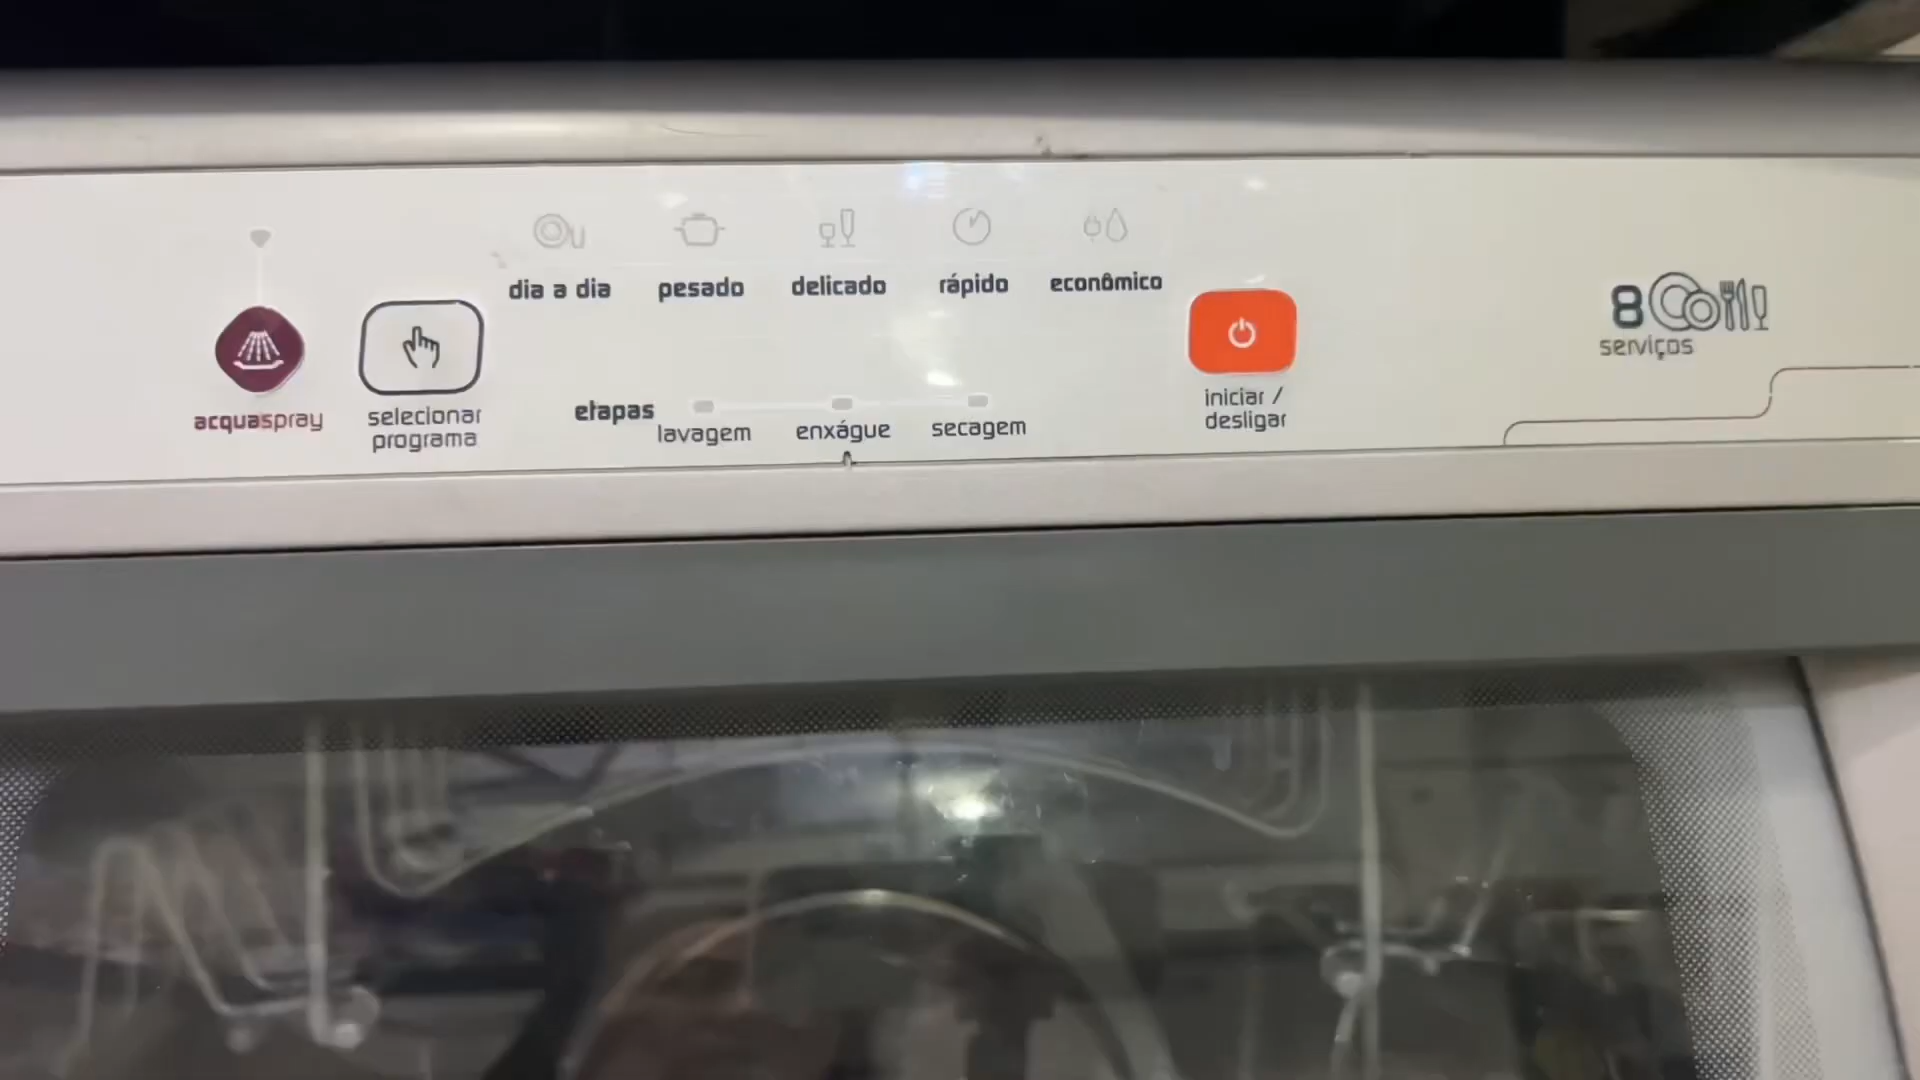 dia a dia
pesado
delicado
rápido
econômico
acquaspray
selecionar
programa
etapas
lavagem
enxágue
secagem
iniciar /
desligar
8
serviços